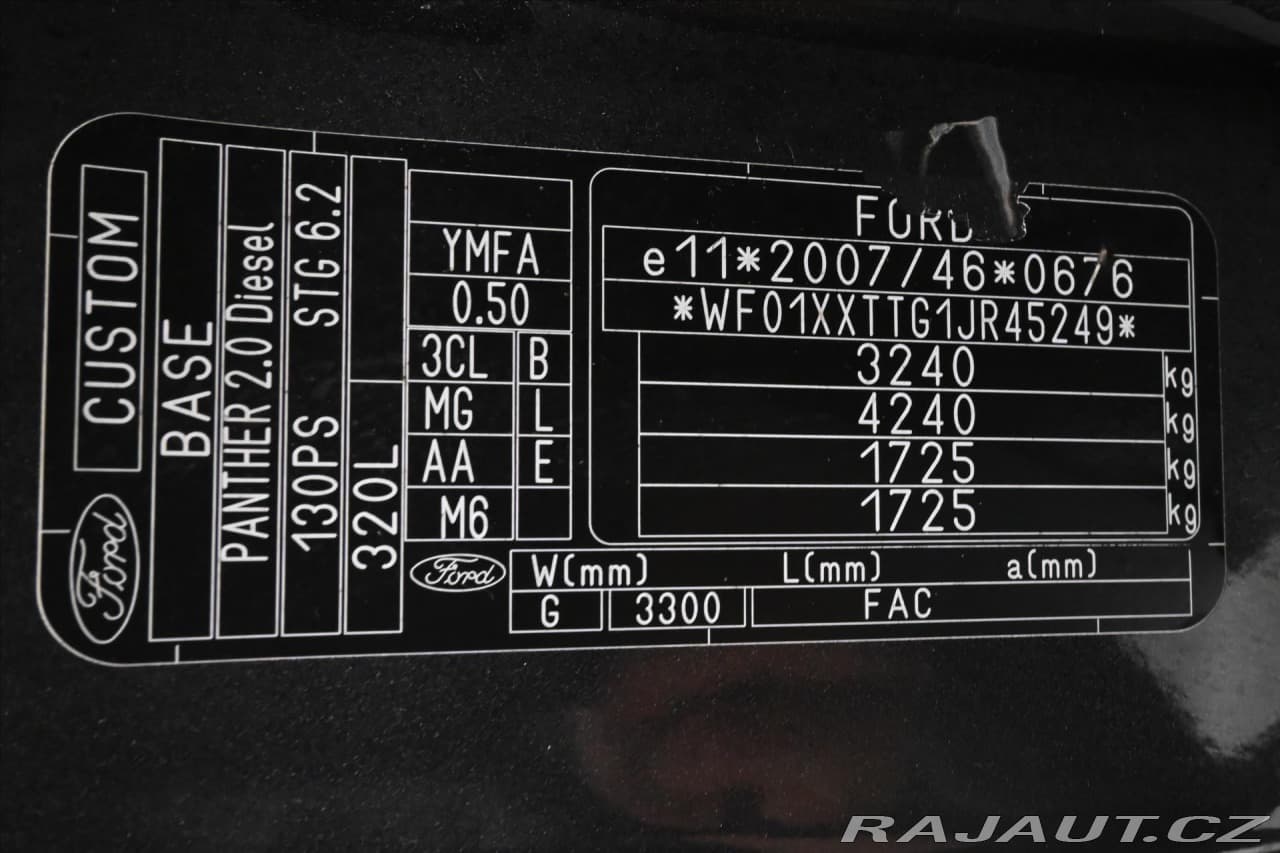 CUSTOM
Ford
BASE
PANTHER 2.0 Diesel
130PS STG 6.2
320L
YMFA
0.50
3CL B
MG L
AA E
M6
FORD
e11*2007/46*0676
*WF01XXTTG1JR45249*
3240 kg
4240 kg
1725 kg
1725 kg
Ford
W(mm) L(mm) a(mm)
G 3300 FAC
RAJAUT.CZ